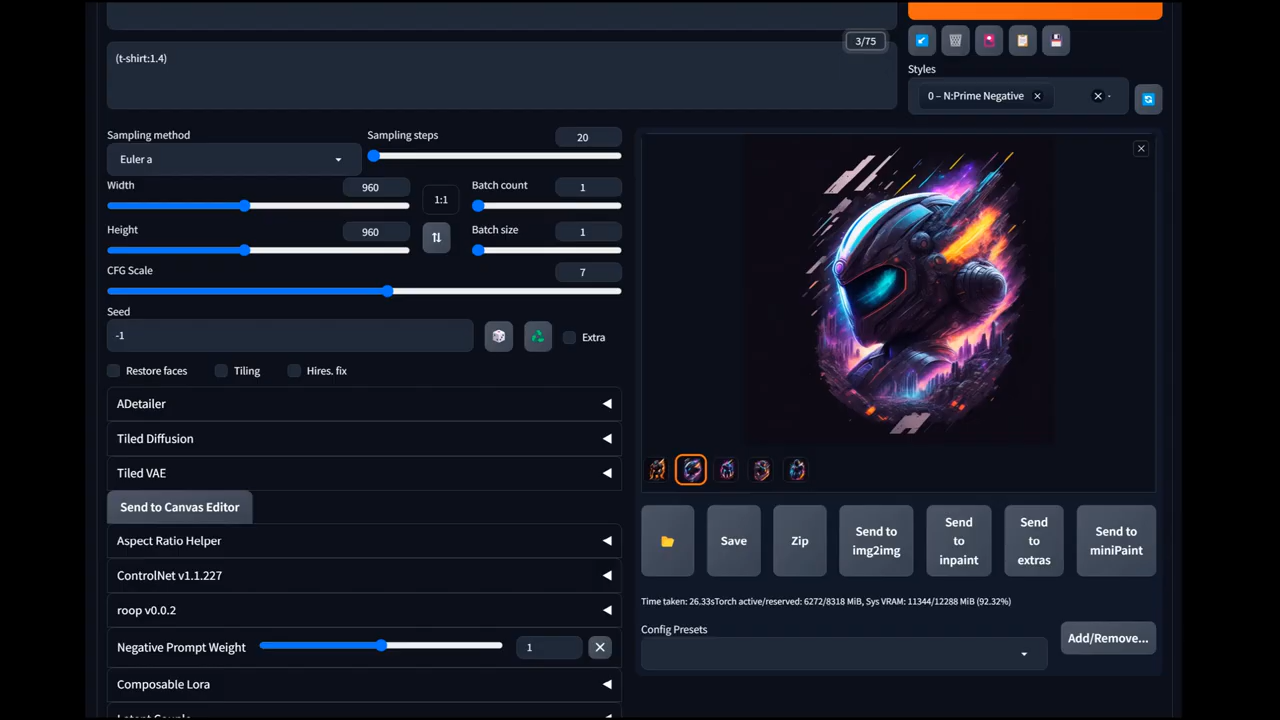 3/75
(t-shirt:1.4)
Styles
0 – N:Prime Negative
Sampling method
Sampling steps
20
Euler a
Width
960
1:1
Batch count
1
Height
960
Batch size
1
CFG Scale
7
Seed
-1
Extra
Restore faces
Tiling
Hires. fix
ADetailer
Tiled Diffusion
Tiled VAE
Send to Canvas Editor
Aspect Ratio Helper
ControlNet v1.1.227
roop v0.0.2
Negative Prompt Weight
1
Composable Lora
Latent Couple
Save
Zip
Send to
img2img
Send
to
inpaint
Send
to
extras
Send to
miniPaint
Time taken: 26.33sTorch active/reserved: 6272/8318 MiB, Sys VRAM: 11344/12288 MiB (92.32%)
Config Presets
Add/Remove...